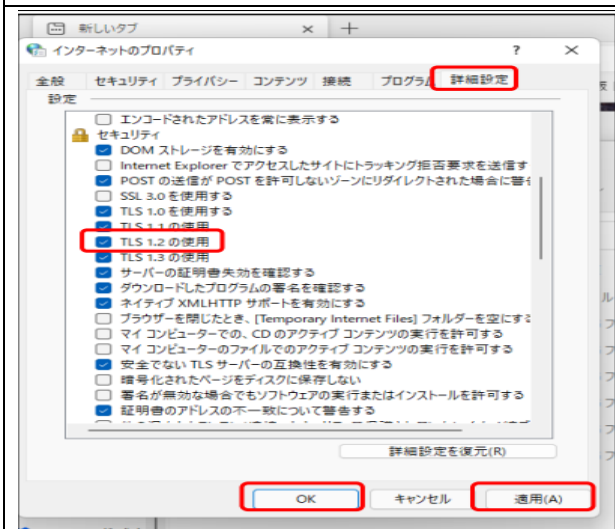 新しいタブ
インターネットのプロパティ
全般 セキュリティ プライバシー コンテンツ 接続 プログラム 詳細設定
設定
エンコードされたアドレスを常に表示する
セキュリティ
DOM ストレージを有効にする
Internet Explorer でアクセスしたサイトにトラッキング拒否要求を送信す
POST の送信が POST を許可しないゾーンにリダイレクトされた場合に警告
SSL 3.0 を使用する
TLS 1.0 を使用する
TLS 1.1 の使用
TLS 1.2 の使用
TLS 1.3 の使用
サーバーの証明書失効を確認する
ダウンロードしたプログラムの署名を確認する
ネイティブ XMLHTTP サポートを有効にする
ブラウザーを閉じたとき、[Temporary Internet Files] フォルダーを空にする
マイ コンピューターでの、CD のアクティブ コンテンツの実行を許可する
マイ コンピューターのファイルでのアクティブ コンテンツの実行を許可する
安全でない TLS サーバーの互換性を有効にする
暗号化されたページをディスクに保存しない
署名が無効な場合でもソフトウェアの実行またはインストールを許可する
証明書のアドレスの不一致について警告する
詳細設定を復元(R)
OK キャンセル 適用(A)